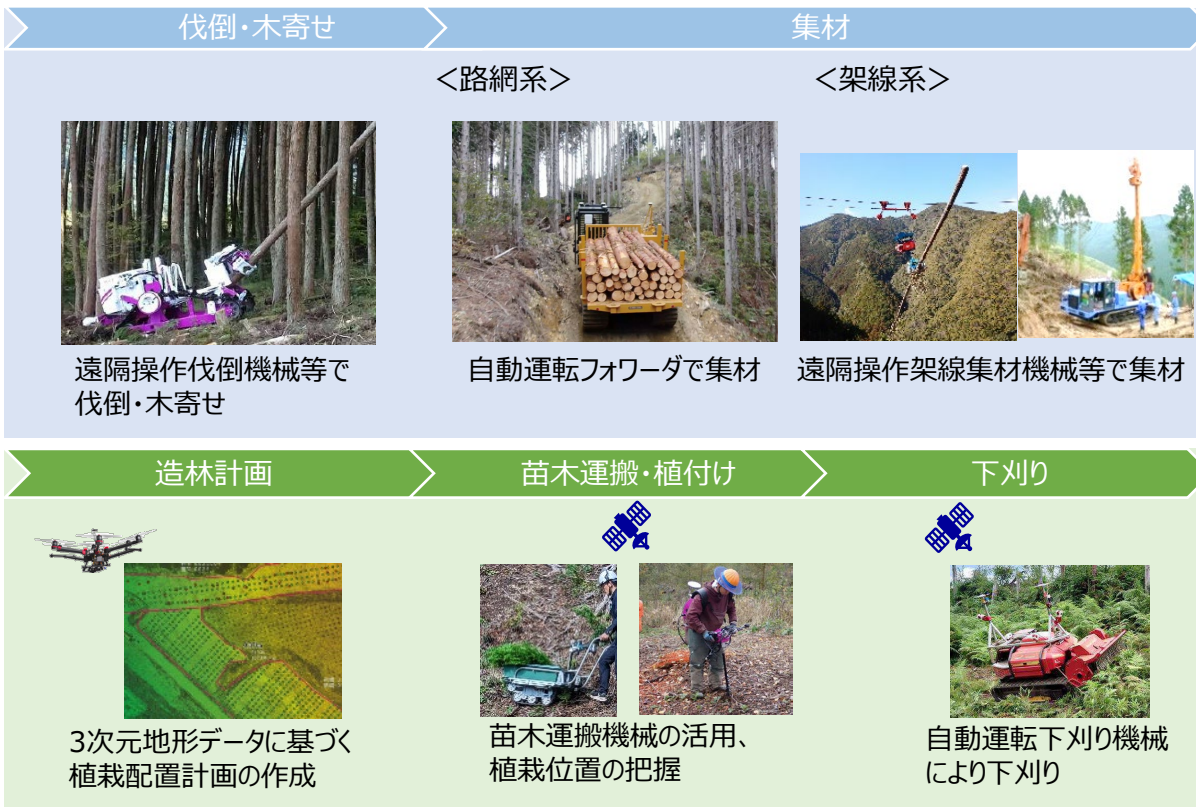 伐倒・木寄せ
集材
＜路網系＞
＜架線系＞
遠隔操作伐倒機械等で
伐倒・木寄せ
自動運転フォワーダで集材
遠隔操作架線集材機械等で集材
造林計画
苗木運搬・植付け
下刈り
3次元地形データに基づく
植栽配置計画の作成
苗木運搬機械の活用、
植栽位置の把握
自動運転下刈り機械
により下刈り